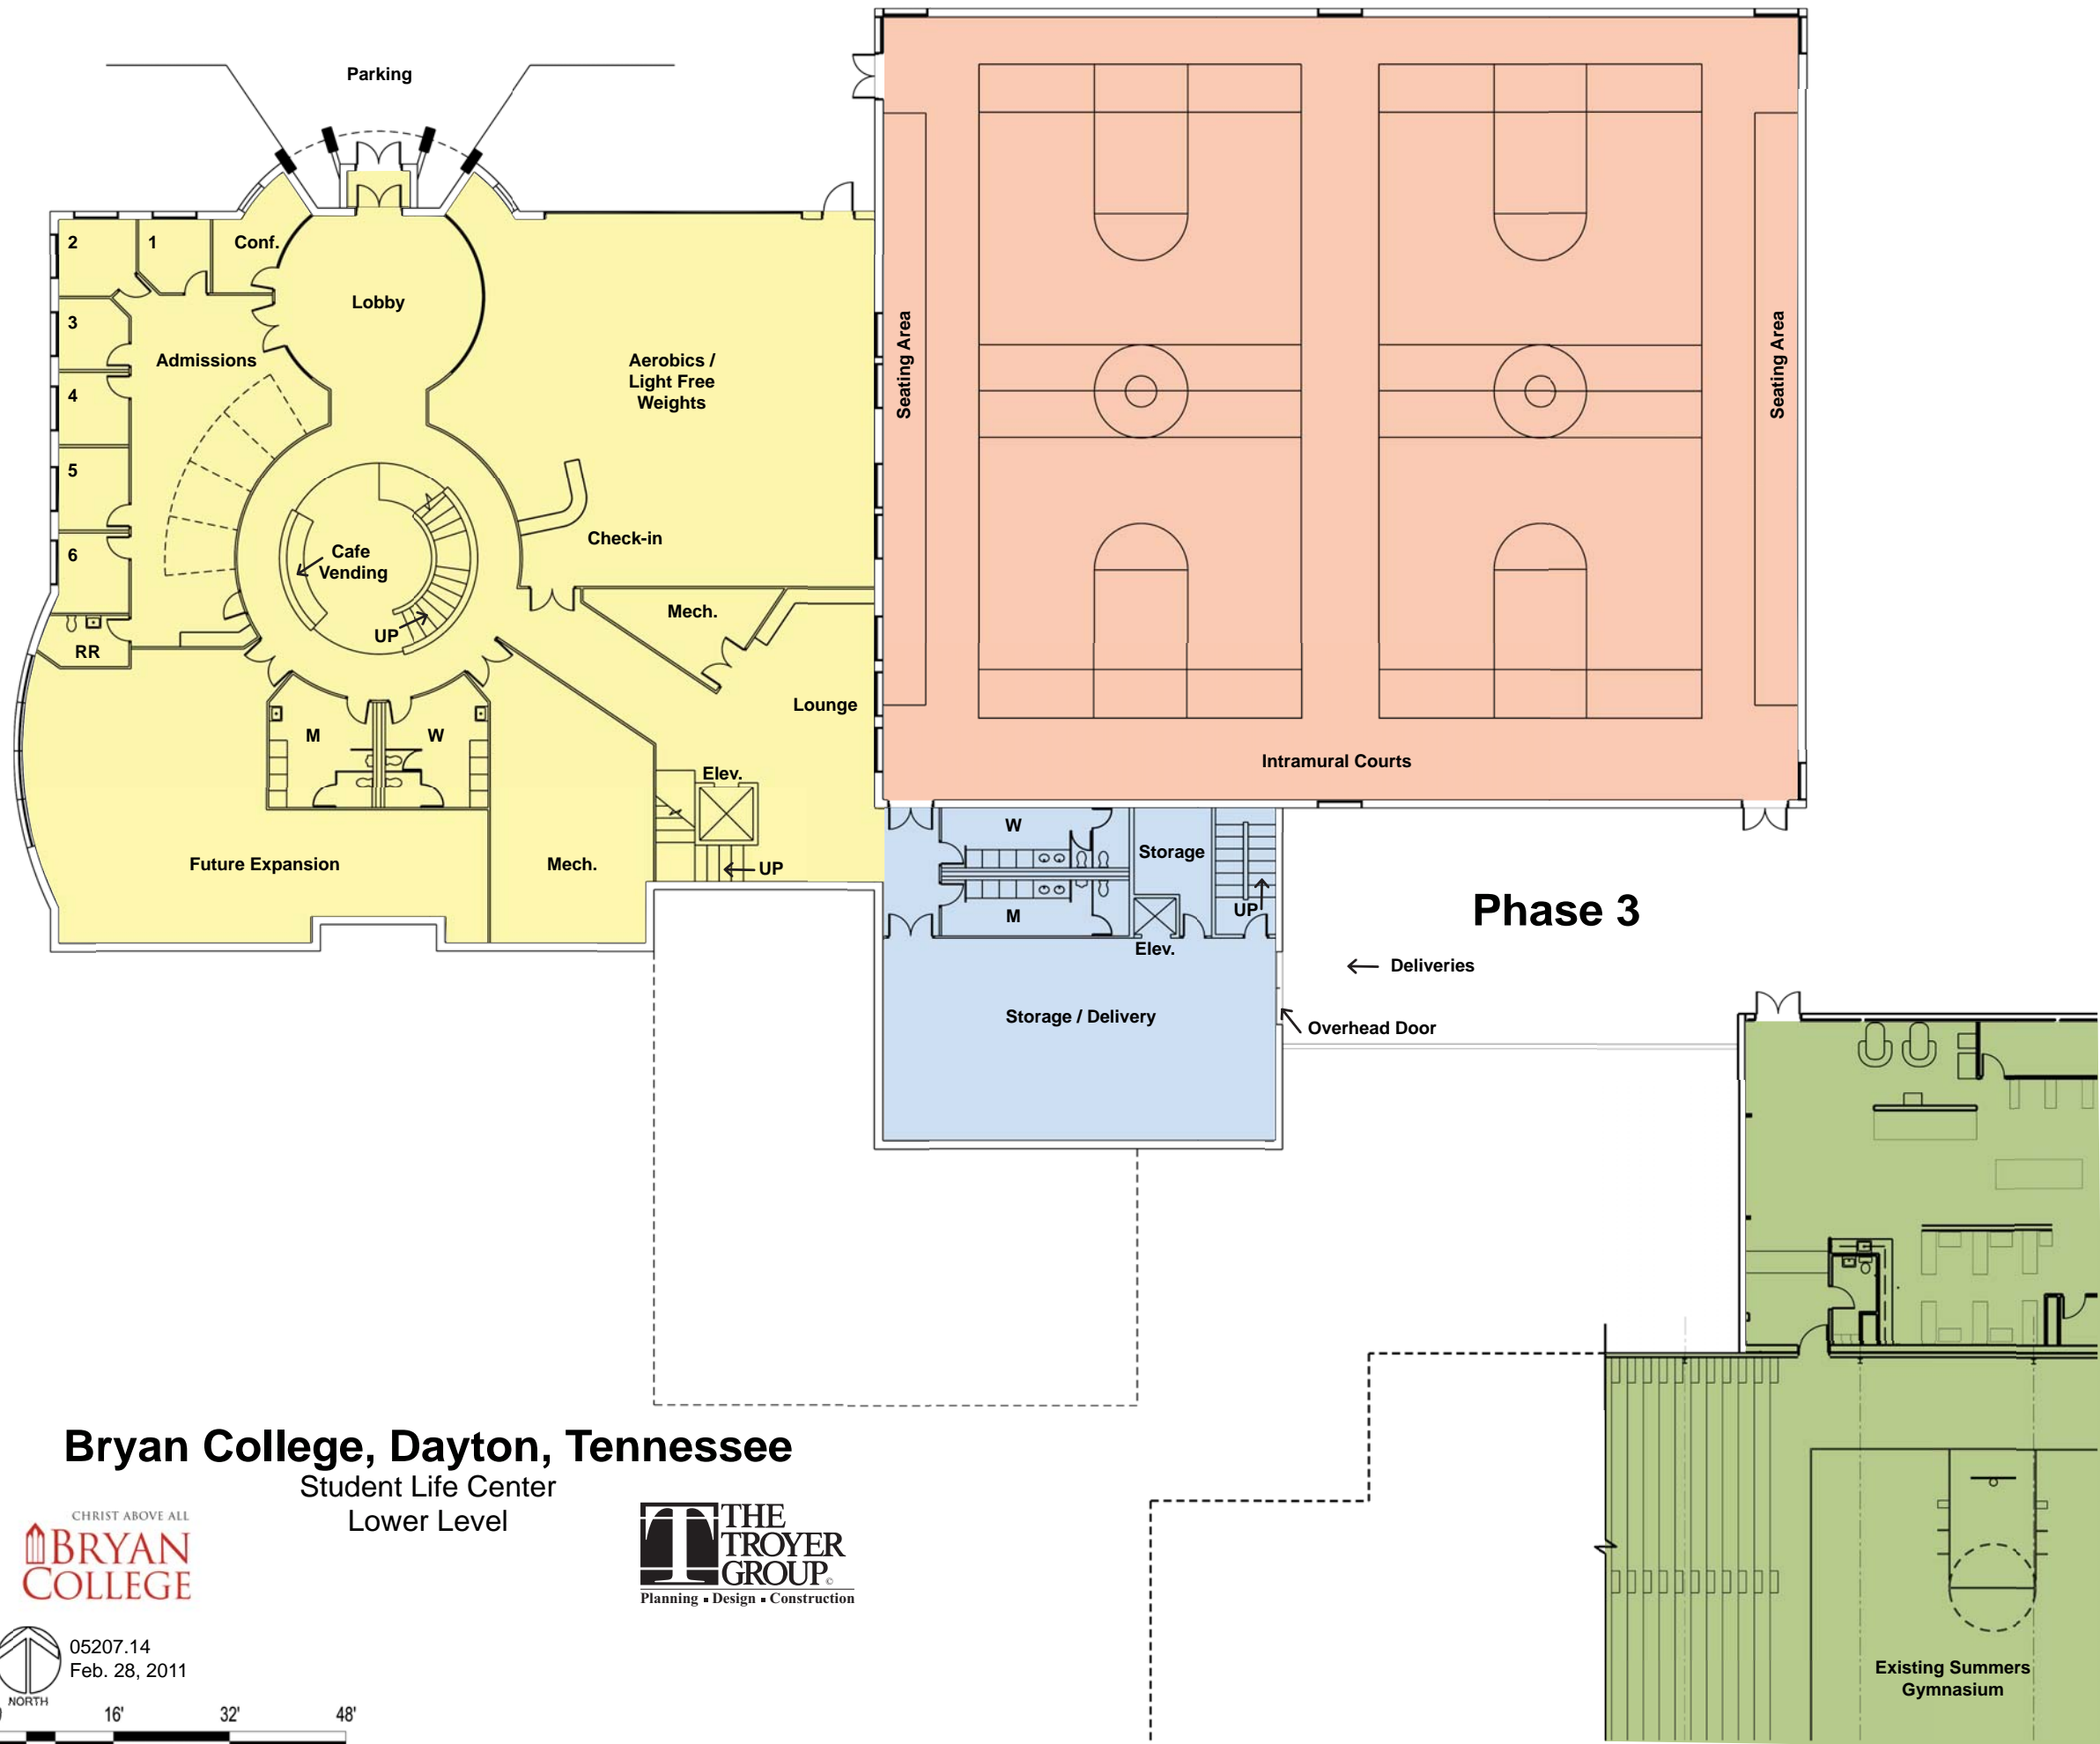 Parking
2
1
Conf.
Lobby
3
Admissions
Aerobics /
Light Free
Weights
Seating Area
Seating Area
4
5
6
Cafe
Vending
Check-in
UP
Mech.
RR
Lounge
M
W
Intramural Courts
Elev.
UP
Future Expansion
Mech.
W
Storage
M
UP
Elev.
Phase 3
Deliveries
Storage / Delivery
Overhead Door
Bryan College, Dayton, Tennessee
Student Life Center
Lower Level
CHRIST ABOVE ALL
BRYAN
COLLEGE
THE
TROYER
GROUP©
Planning ▪ Design ▪ Construction
05207.14
Feb. 28, 2011
NORTH
16'
32'
48'
Existing Summers
Gymnasium